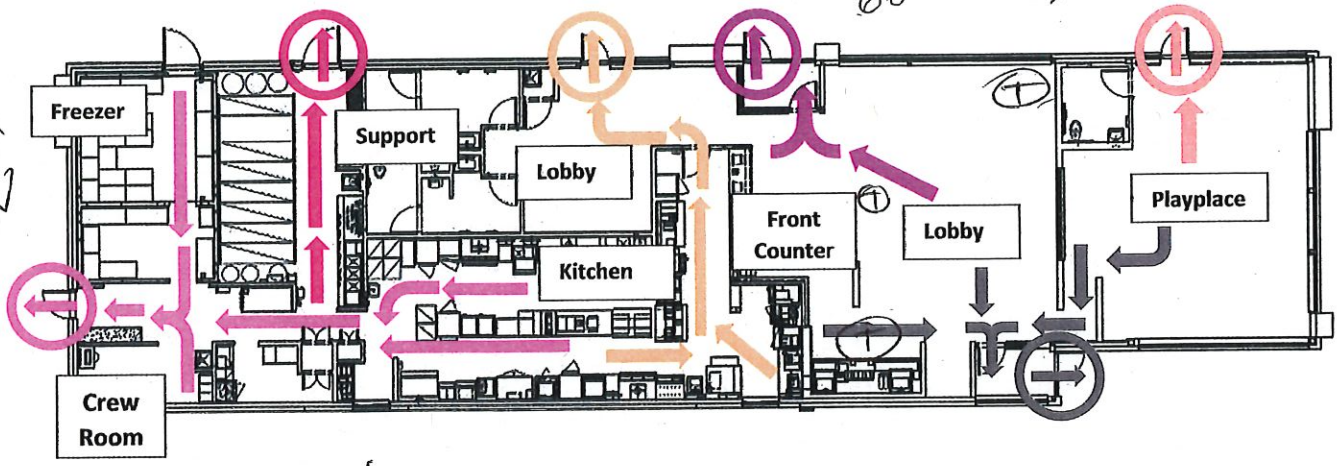 Freezer
Support
Lobby
Kitchen
Front
Counter
Lobby
Playplace
Crew
Room